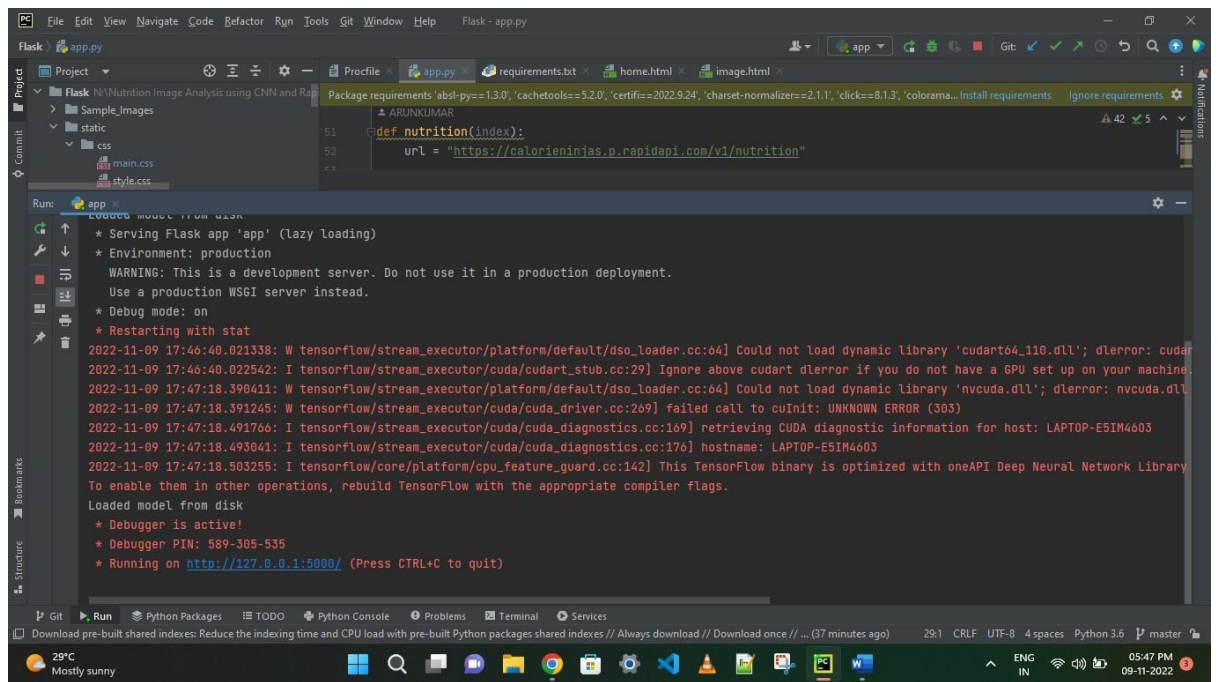 File Edit View Navigate Code Refactor Run Tools Git Window Help Flask - app.py
Flask app.py app Git:
Project Procfile app.py requirements.txt home.html image.html
Flask N:\Nutrition Image Analysis using CNN and Rap
Package requirements 'absl-py==1.3.0', 'cachetools==5.2.0', 'certifi==2022.9.24', 'charset-normalizer==2.1.1', 'click==8.1.3', 'colorama... Install requirements Ignore requirements
Sample_Images
ARUNKUMAR
42 5
static
51 def nutrition(index):
css
52 url = "https://calorieninjas.p.rapidapi.com/v1/nutrition"
main.css
style.css
Project
Commit
Bookmarks
Structure
Notifications
Run: app
Loaded model from disk
* Serving Flask app 'app' (lazy loading)
* Environment: production
WARNING: This is a development server. Do not use it in a production deployment.
Use a production WSGI server instead.
* Debug mode: on
* Restarting with stat
2022-11-09 17:46:40.021338: W tensorflow/stream_executor/platform/default/dso_loader.cc:64] Could not load dynamic library 'cudart64_110.dll'; dlerror: cudar
2022-11-09 17:46:40.022542: I tensorflow/stream_executor/cuda/cudart_stub.cc:29] Ignore above cudart dlerror if you do not have a GPU set up on your machine.
2022-11-09 17:47:18.390411: W tensorflow/stream_executor/platform/default/dso_loader.cc:64] Could not load dynamic library 'nvcuda.dll'; dlerror: nvcuda.dll
2022-11-09 17:47:18.391245: W tensorflow/stream_executor/cuda/cuda_driver.cc:269] failed call to cuInit: UNKNOWN ERROR (303)
2022-11-09 17:47:18.491766: I tensorflow/stream_executor/cuda/cuda_diagnostics.cc:169] retrieving CUDA diagnostic information for host: LAPTOP-E5IM46O3
2022-11-09 17:47:18.493041: I tensorflow/stream_executor/cuda/cuda_diagnostics.cc:176] hostname: LAPTOP-E5IM46O3
2022-11-09 17:47:18.503255: I tensorflow/core/platform/cpu_feature_guard.cc:142] This TensorFlow binary is optimized with oneAPI Deep Neural Network Library
To enable them in other operations, rebuild TensorFlow with the appropriate compiler flags.
Loaded model from disk
* Debugger is active!
* Debugger PIN: 589-305-535
* Running on http://127.0.0.1:5000/ (Press CTRL+C to quit)
Git Run Python Packages TODO Python Console Problems Terminal Services
Download pre-built shared indexes: Reduce the indexing time and CPU load with pre-built Python packages shared indexes // Always download // Download once // ... (37 minutes ago) 29:1 CRLF UTF-8 4 spaces Python 3.6 master
29°C
Mostly sunny
ENG
IN
05:47 PM
09-11-2022
3